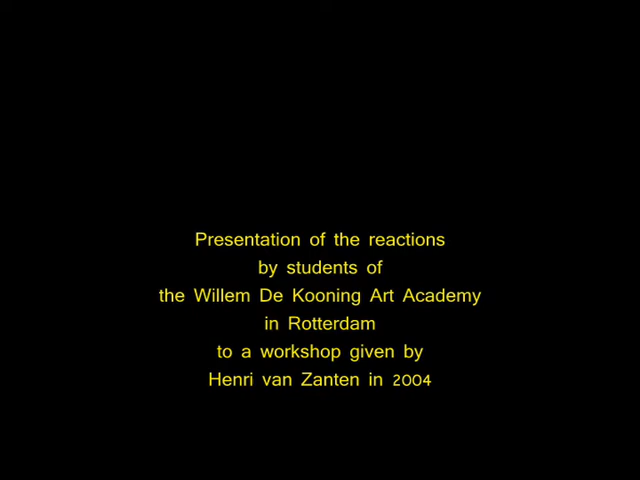 Presentation of the reactions
by students of
the Willem De Kooning Art Academy
in Rotterdam
to a workshop given by
Henri van Zanten in 2004